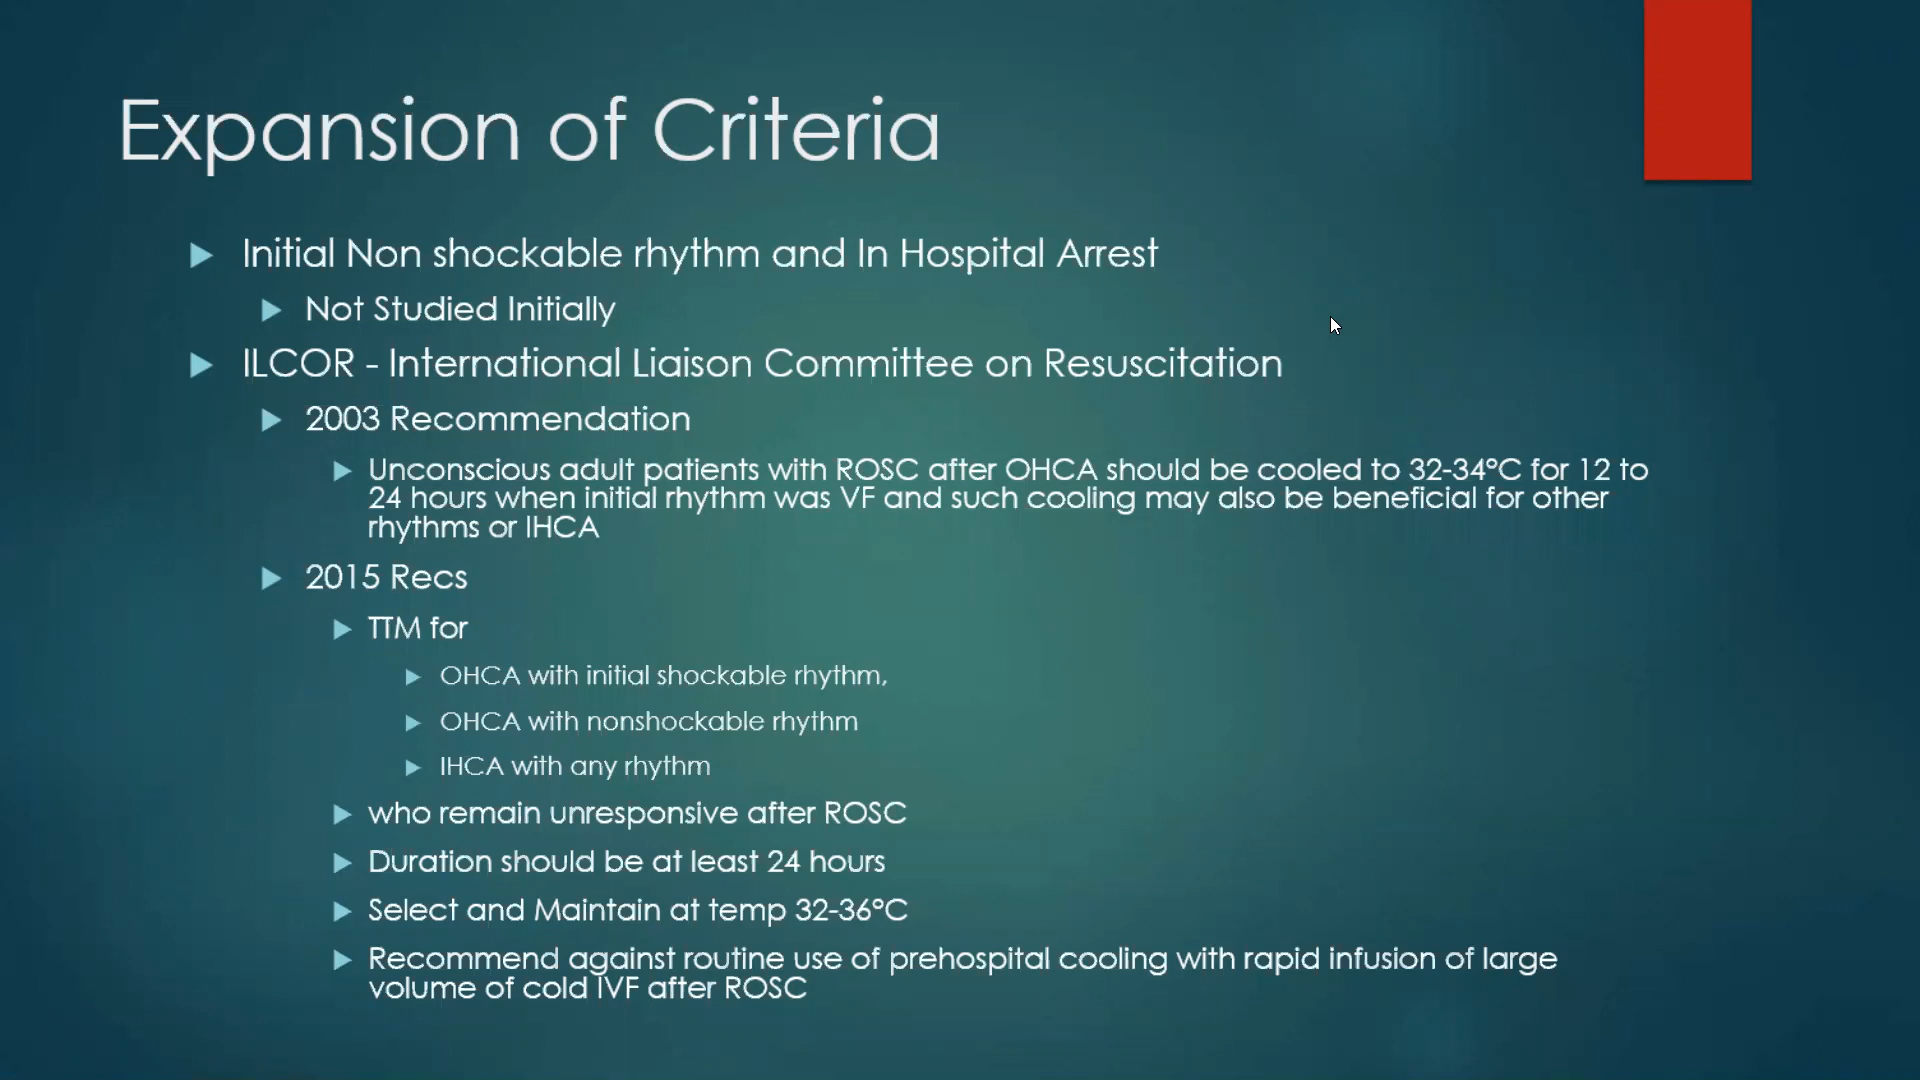 Expansion of Criteria
Initial Non shockable rhythm and In Hospital Arrest
Not Studied Initially
ILCOR - International Liaison Committee on Resuscitation
2003 Recommendation
Unconscious adult patients with ROSC after OHCA should be cooled to 32-34°C for 12 to
24 hours when initial rhythm was VF and such cooling may also be beneficial for other
rhythms or IHCA
2015 Recs
TTM for
OHCA with initial shockable rhythm,
OHCA with nonshockable rhythm
IHCA with any rhythm
who remain unresponsive after ROSC
Duration should be at least 24 hours
Select and Maintain at temp 32-36°C
Recommend against routine use of prehospital cooling with rapid infusion of large
volume of cold IVF after ROSC